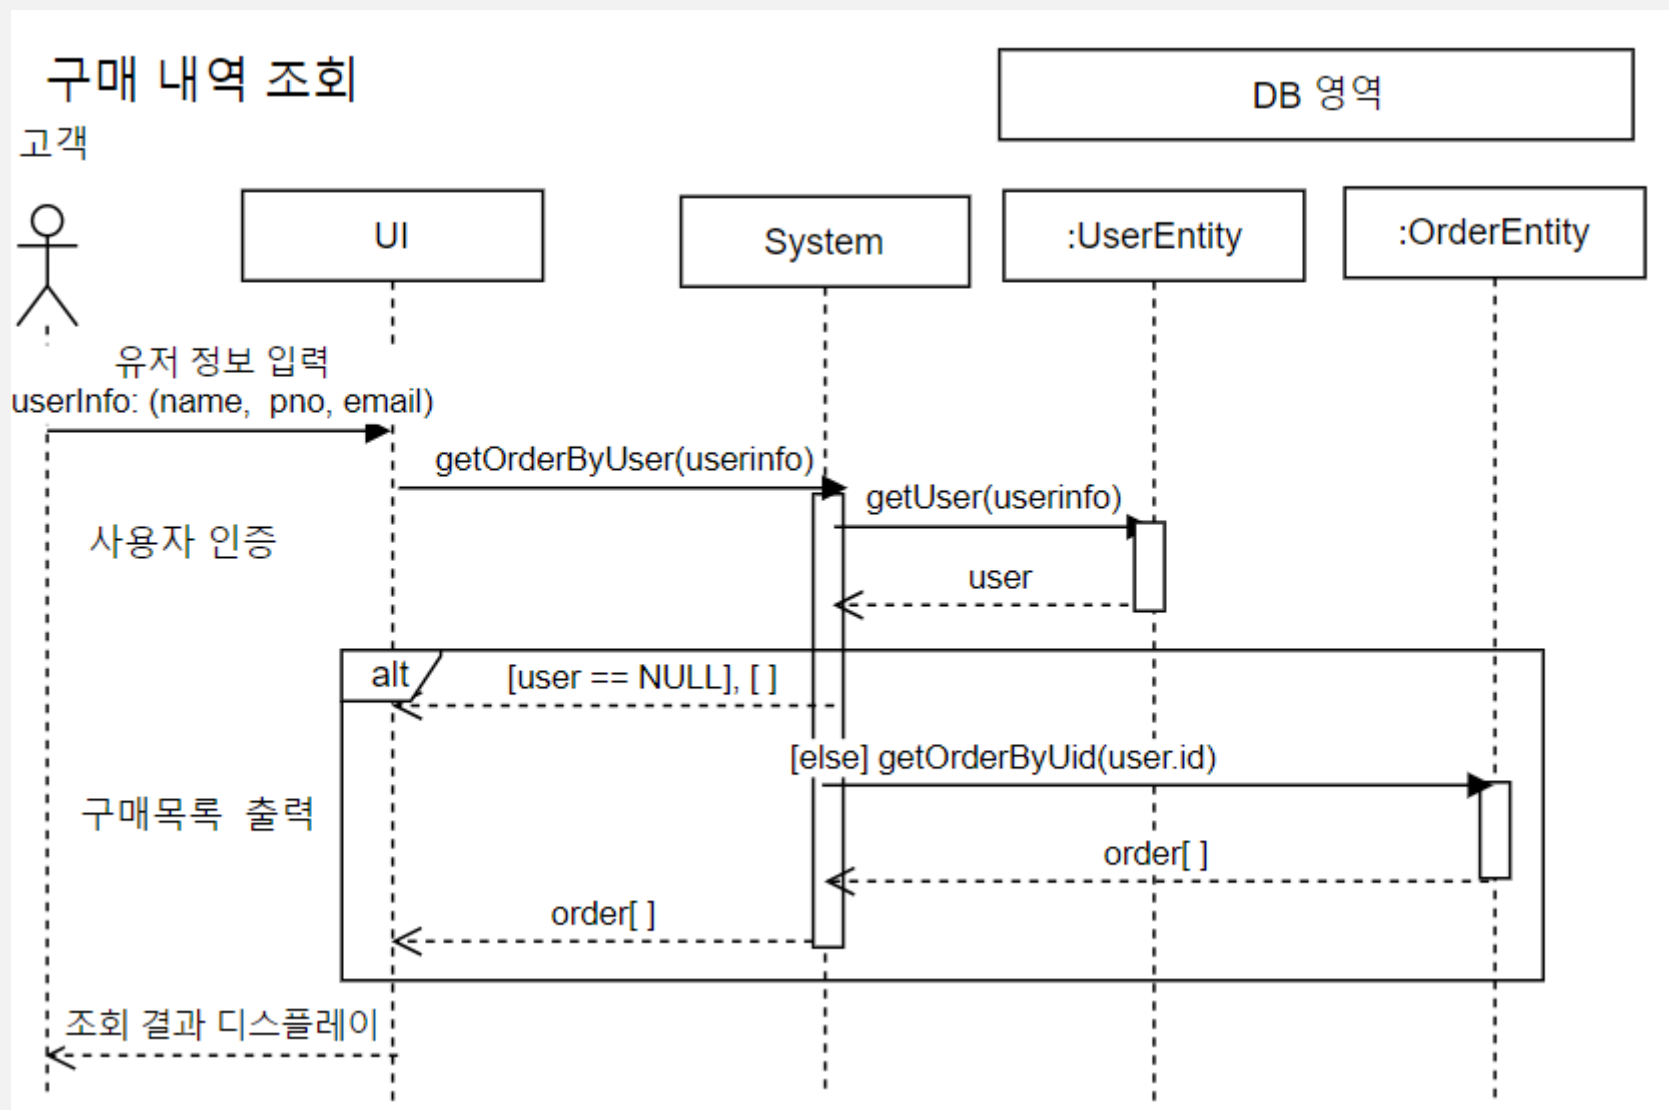 구매 내역 조회
DB 영역
고객
UI
System
:UserEntity
:OrderEntity
유저 정보 입력
userInfo: (name,  pno, email)
getOrderByUser(userinfo)
getUser(userinfo)
사용자 인증
user
alt
[user == NULL], [ ]
[else] getOrderByUid(user.id)
구매목록  출력
order[ ]
order[ ]
조회 결과 디스플레이